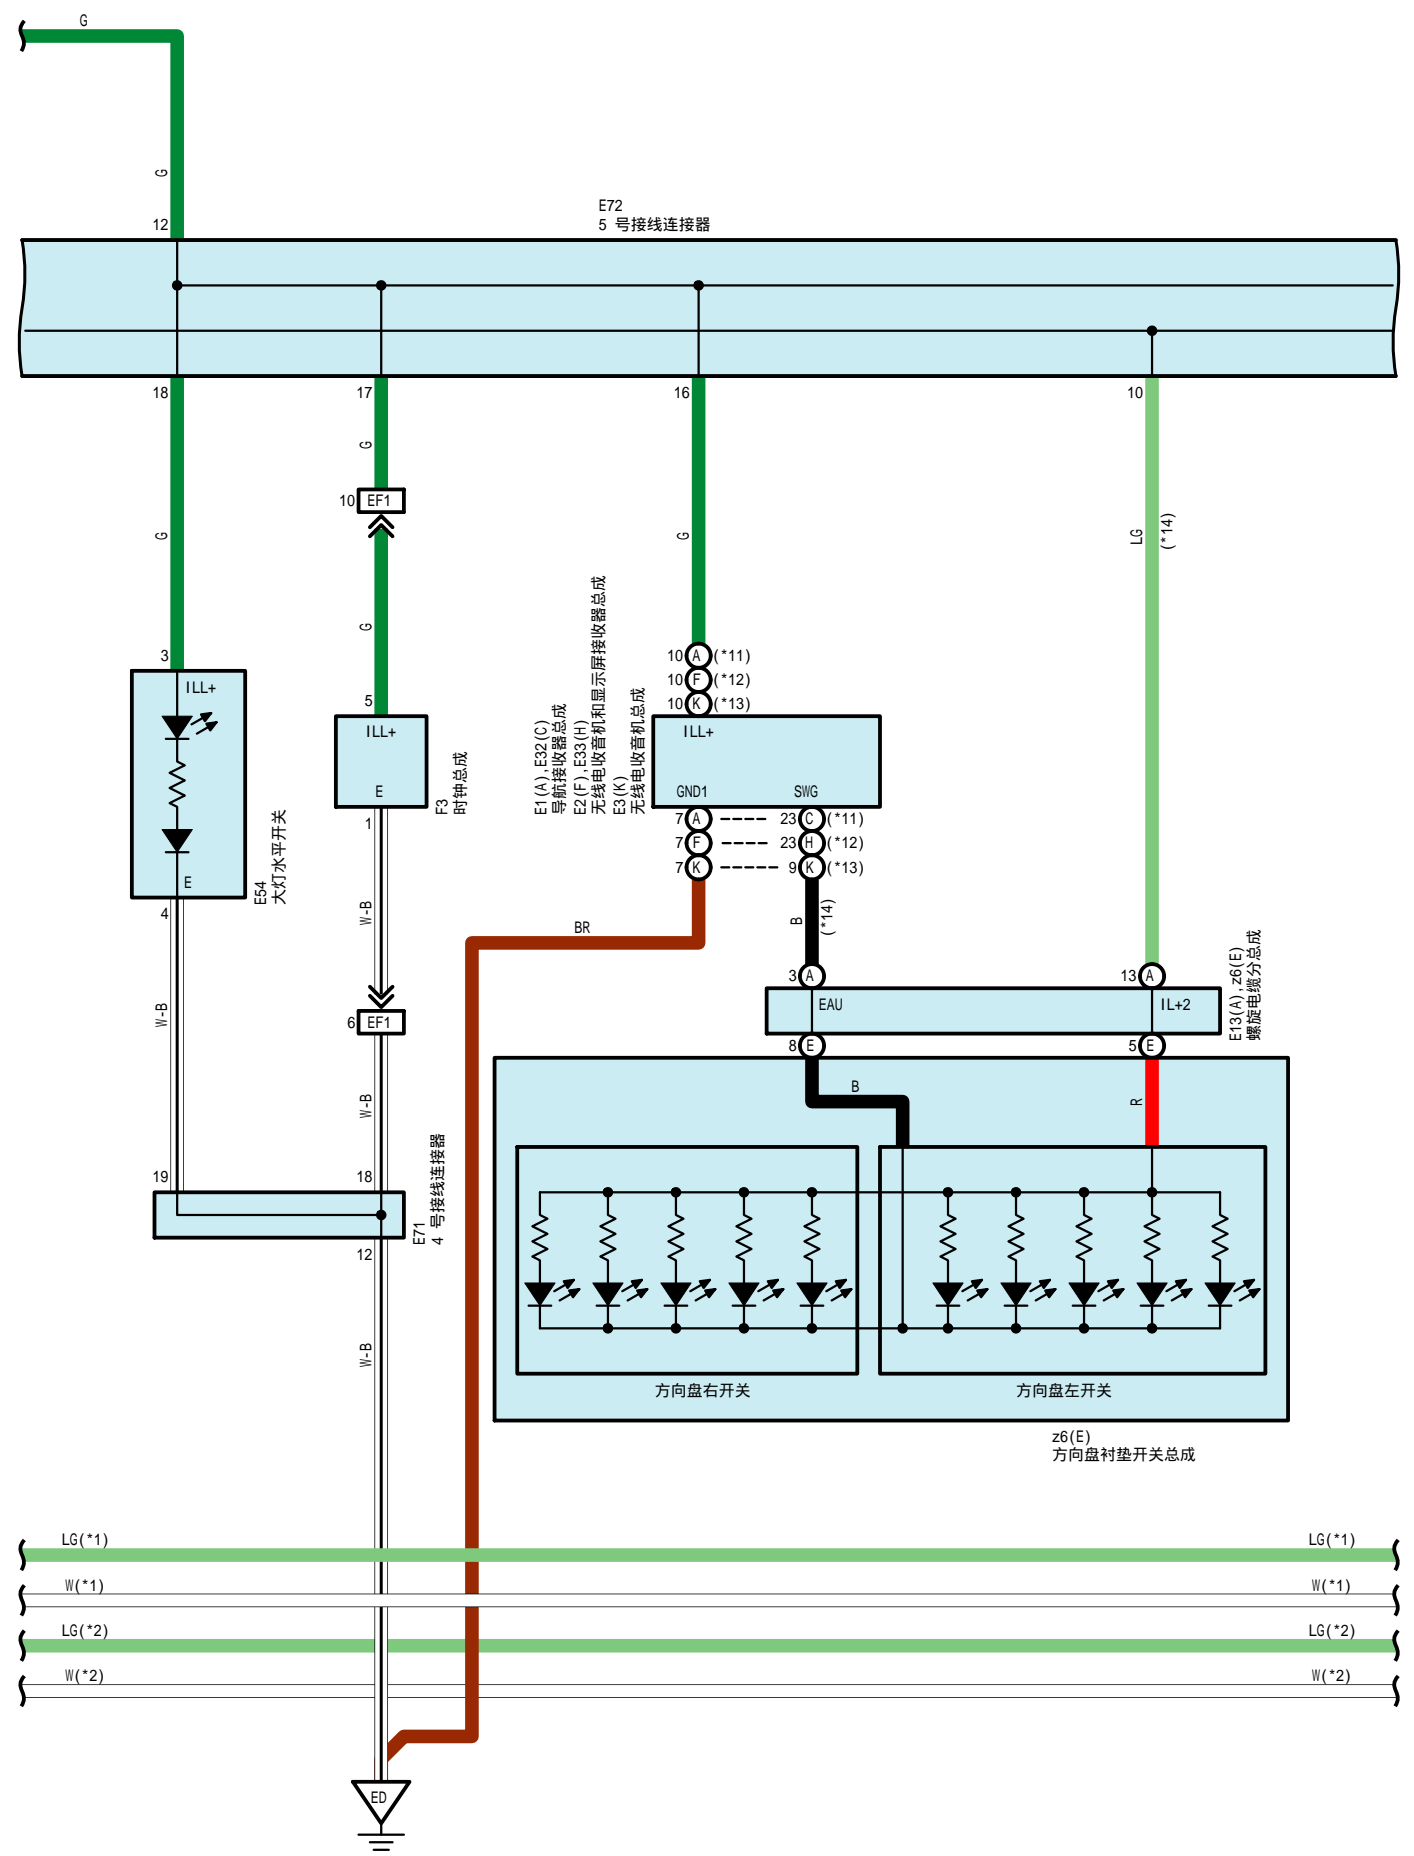 G
G
12
E72
5 号接线连接器
18
17
16
10
G
10
EF1
G
G
LG
(*14)
G
3
ILL+
E
4
E54
大灯水平开关
5
ILL+
E
1
F3
时钟总成
E1(A),E32(C)
导航接收器总成
E2(F),E33(H)
无线电收音机和显示屏接收器总成
E3(K)
无线电收音机总成
10 A (*11)
10 F (*12)
10 K (*13)
ILL+
GND1
SWG
7 A
23 C (*11)
7 F
23 H (*12)
7 K
9 K (*13)
W-B
BR
B
(*14)
3 A
13 A
EAU
IL+2
E13(A),z6(E)
螺旋电缆分总成
W-B
6
EF1
8 E
5 E
B
R
W-B
19
18
E71
4 号接线连接器
12
W-B
方向盘右开关
方向盘左开关
z6(E)
方向盘衬垫开关总成
LG(*1)
LG(*1)
W(*1)
W(*1)
LG(*2)
LG(*2)
W(*2)
W(*2)
ED